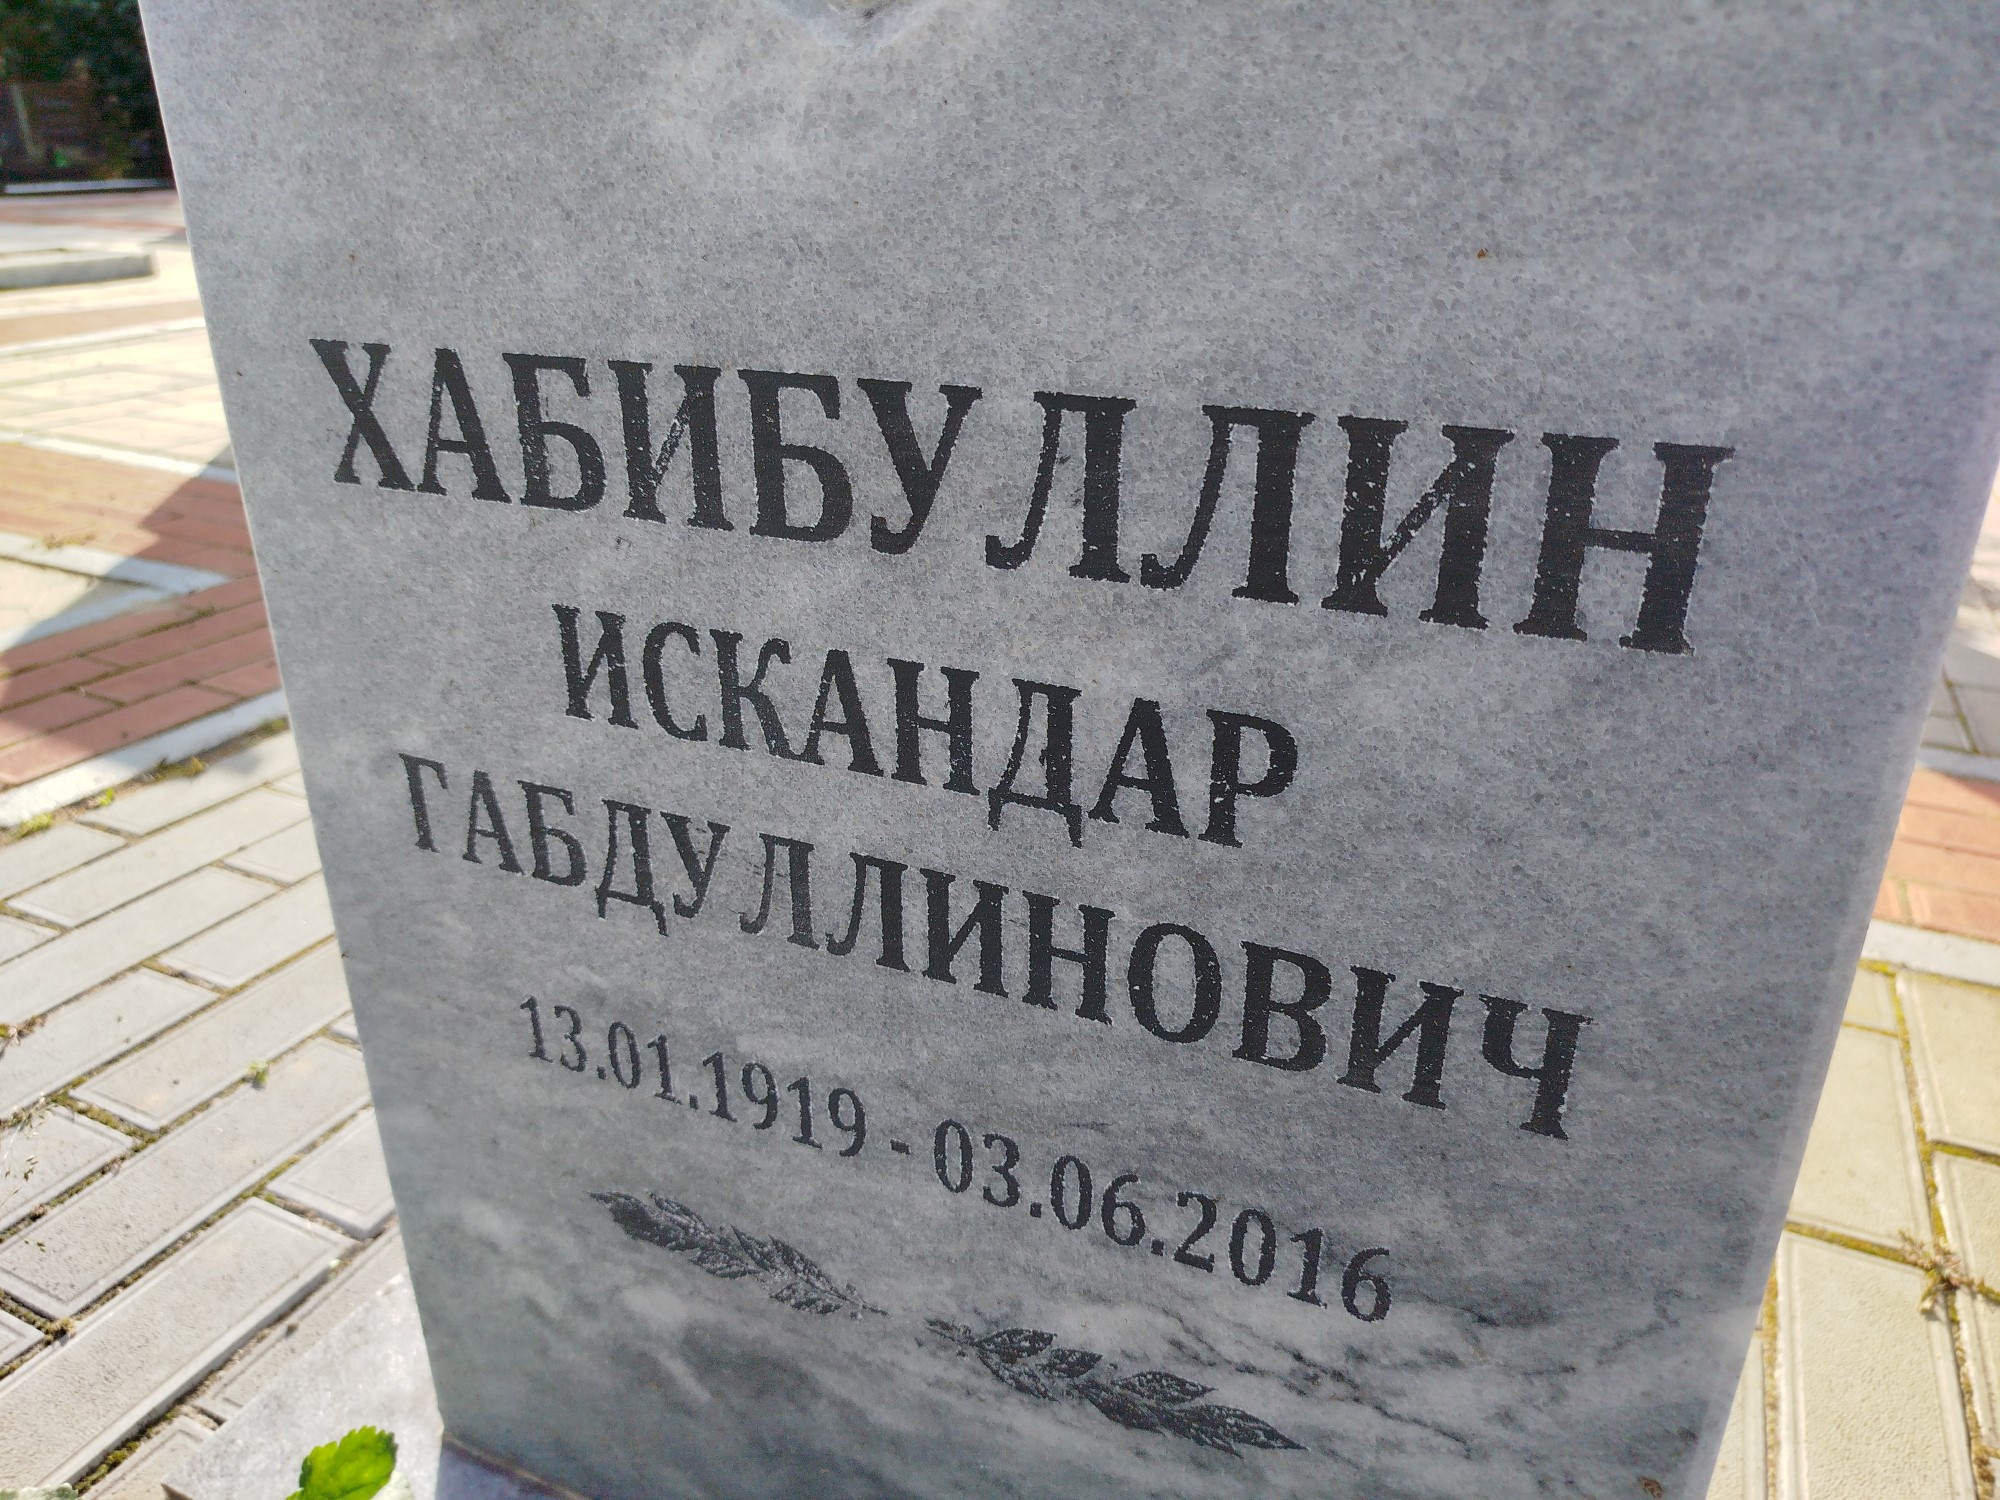 ХАБИБУЛЛИН
ИСКАНДАР
ГАБДУЛЛИНОВИЧ
13.01.1919 - 03.06.2016